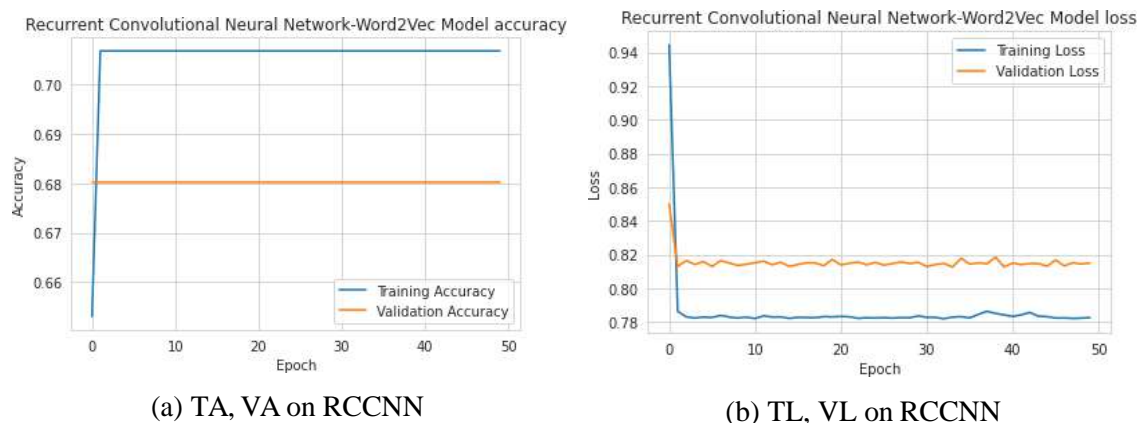 Recurrent Convolutional Neural Network-Word2Vec Model accuracy
0.70
0.69
0.68
0.67
0.66
Accuracy
Training Accuracy
Validation Accuracy
0 10 20 30 40 50
Epoch
(a) TA, VA on RCCNN
Recurrent Convolutional Neural Network-Word2Vec Model loss
0.94
0.92
0.90
0.88
0.86
0.84
0.82
0.80
0.78
Loss
Training Loss
Validation Loss
0 10 20 30 40 50
Epoch
(b) TL, VL on RCCNN